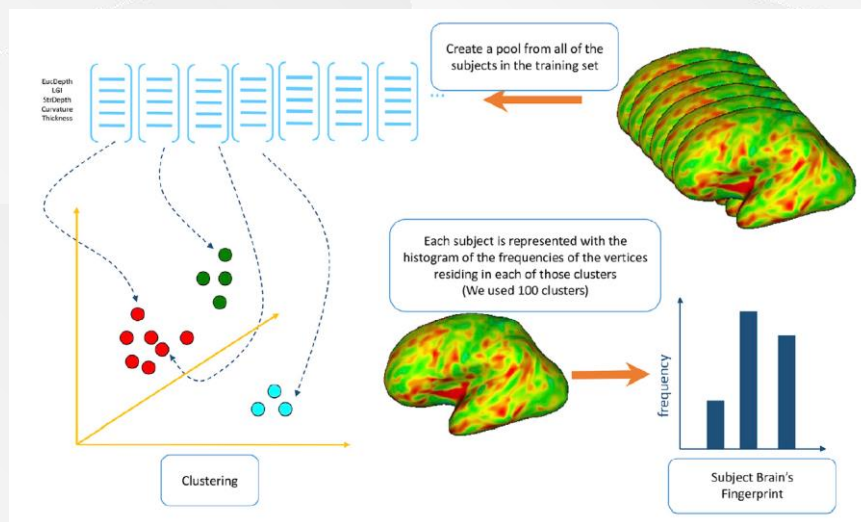 Create a pool from all of the
subjects in the training set
EucDepth
LGI
StrDepth
Curvature
Thickness
...
Each subject is represented with the
histogram of the frequencies of the vertices
residing in each of those clusters
(We used 100 clusters)
frequency
Clustering
Subject Brain's
Fingerprint